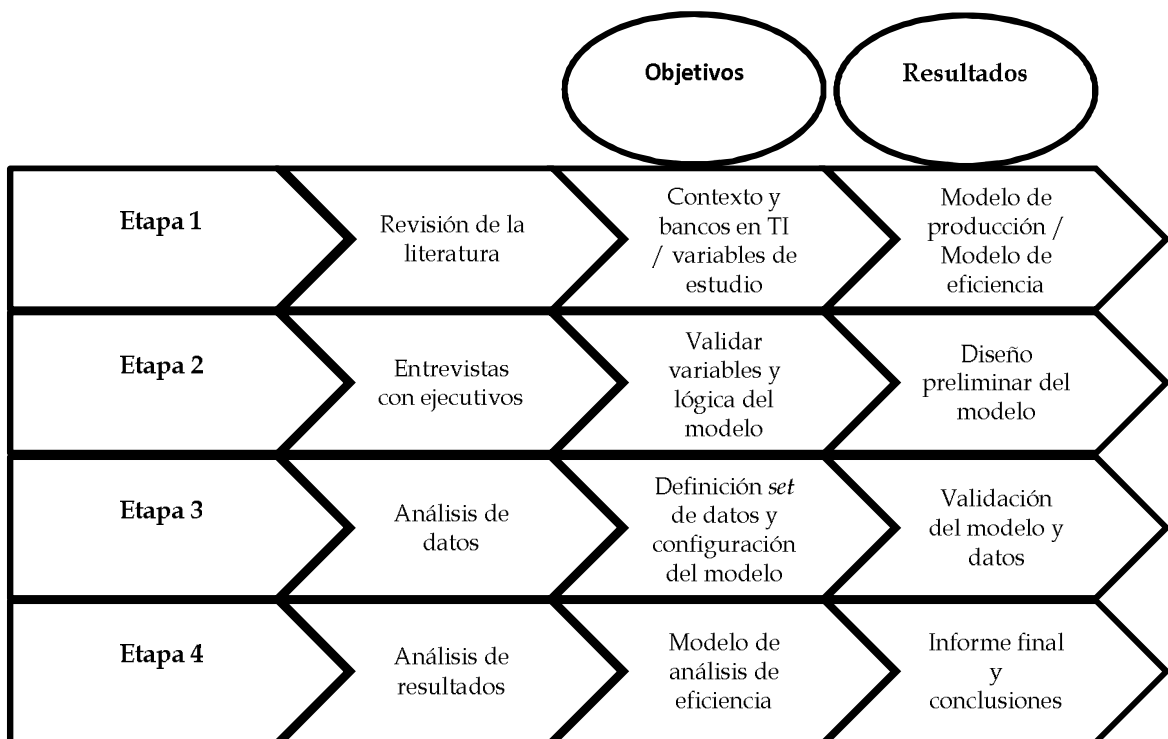 Objetivos
Resultados
Etapa 1
Revisión de la
literatura
Contexto y
bancos en TI
/ variables de
estudio
Modelo de
producción /
Modelo de
eficiencia
Etapa 2
Entrevistas
con ejecutivos
Validar
variables y
lógica del
modelo
Diseño
preliminar del
modelo
Etapa 3
Análisis de
datos
Definición set
de datos y
configuración
del modelo
Validación
del modelo y
datos
Etapa 4
Análisis de
resultados
Modelo de
análisis de
eficiencia
Informe final
y
conclusiones